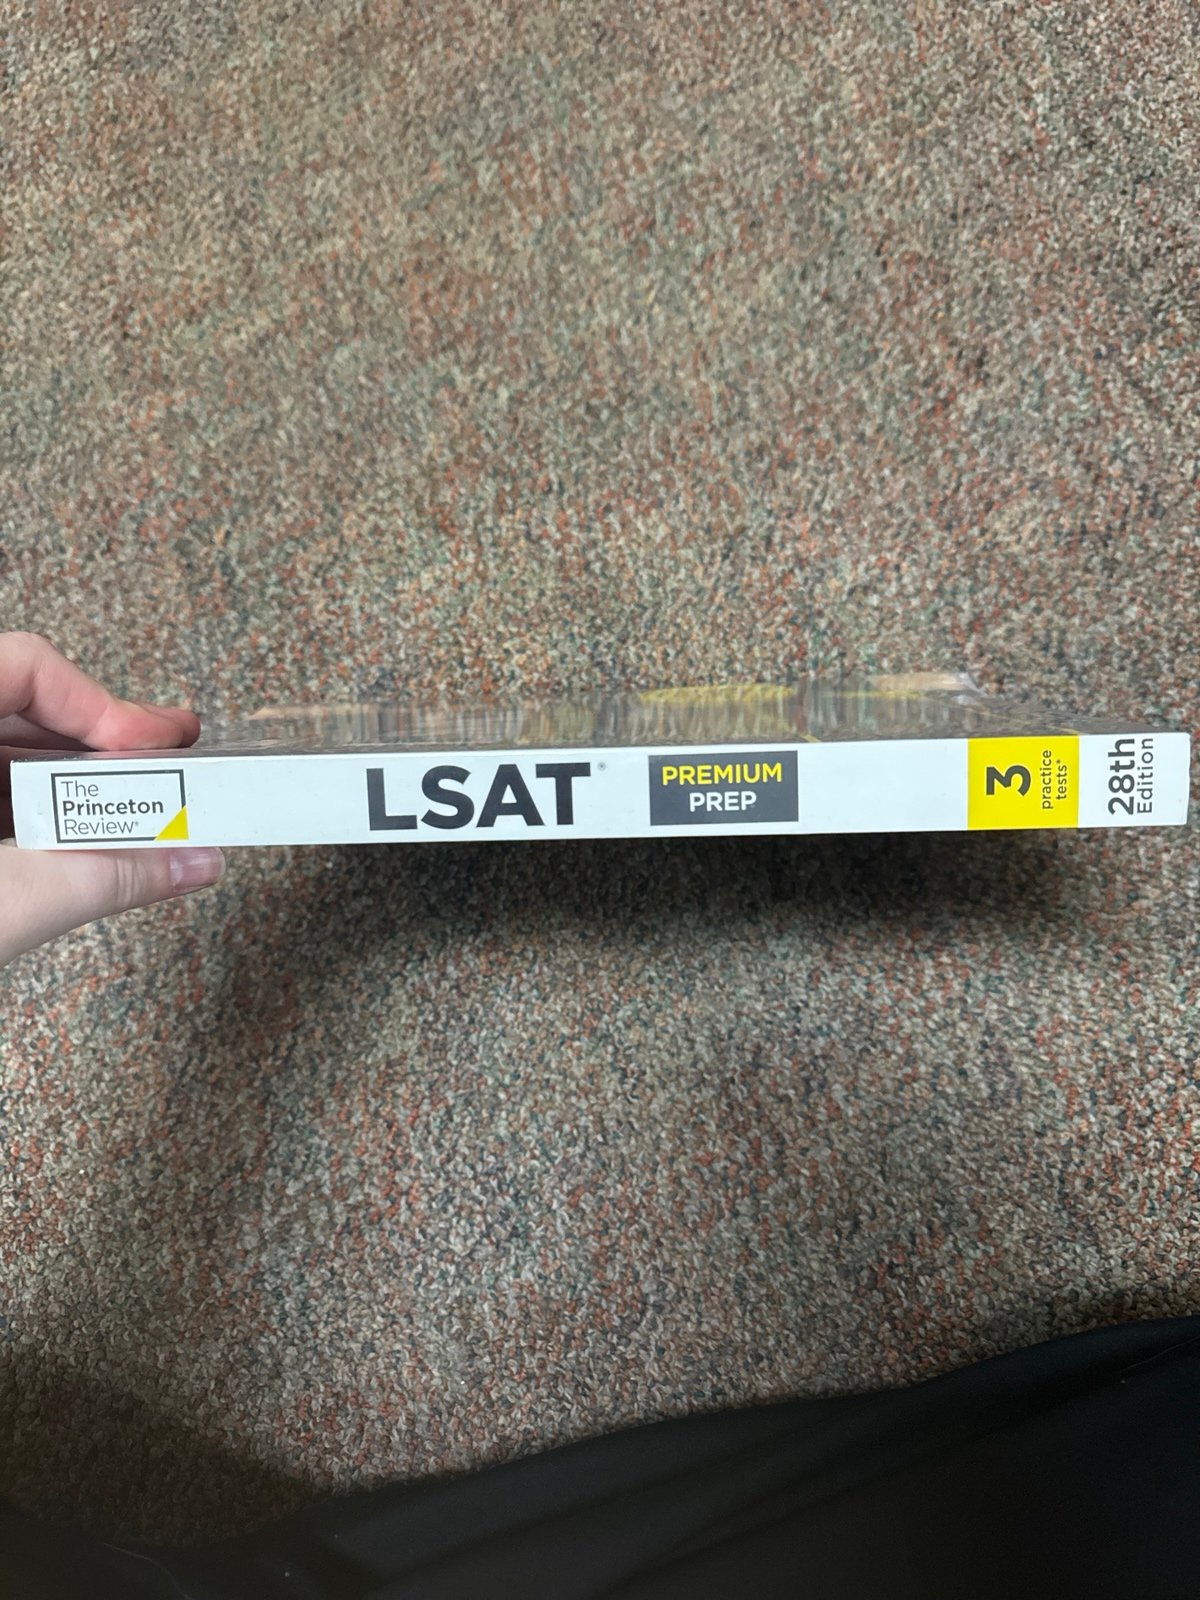 The
Princeton
Review®
LSAT®
PREMIUM
PREP
3
practice
tests*
28th
Edition